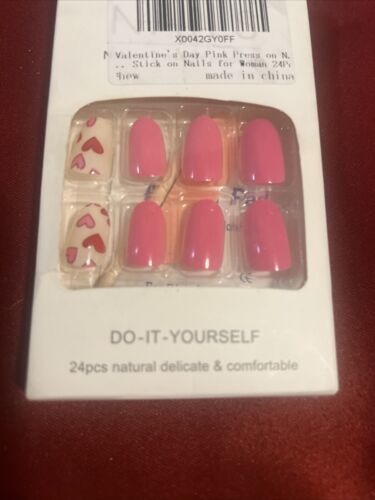 X0042GY0FF
Valentine's Day Pink Press on N.
.. Stick on Nails for Woman 24Pc
new made in china
DO-IT-YOURSELF
24pcs natural delicate & comfortable